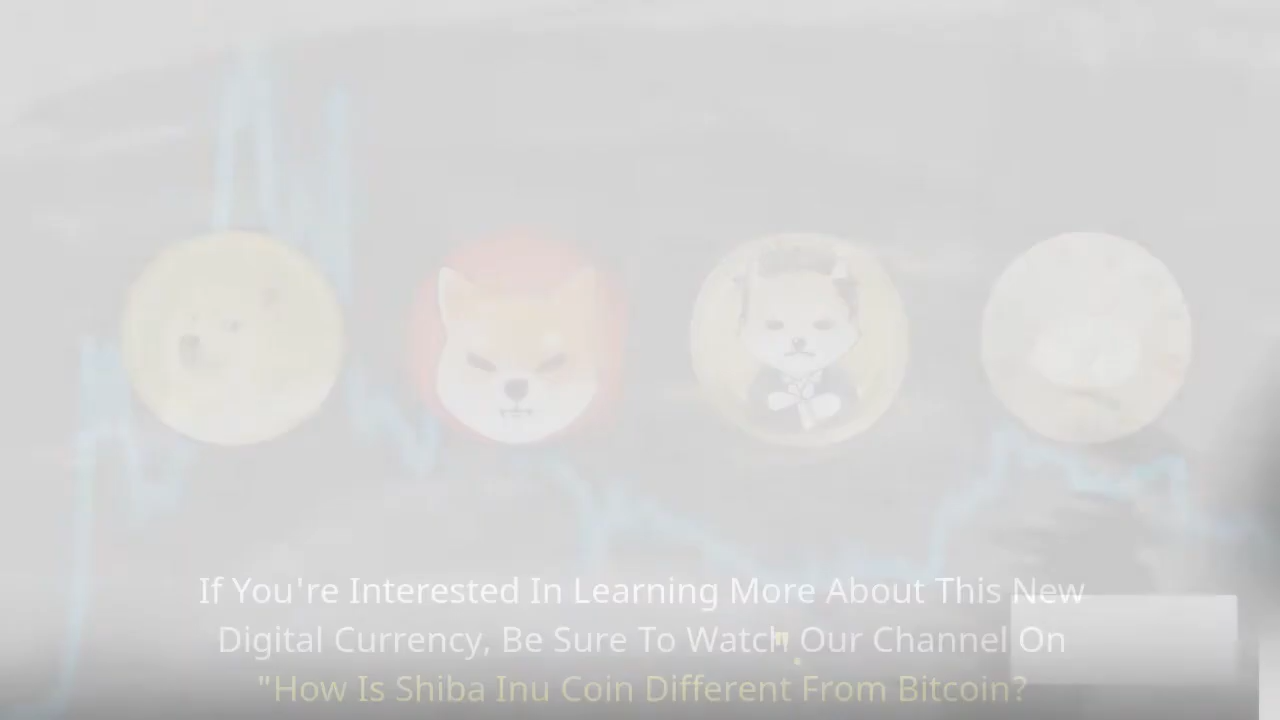 If You're Interested In Learning More About This New
Digital Currency, Be Sure To Watch Our Channel On
"How Is Shiba Inu Coin Different From Bitcoin?
".